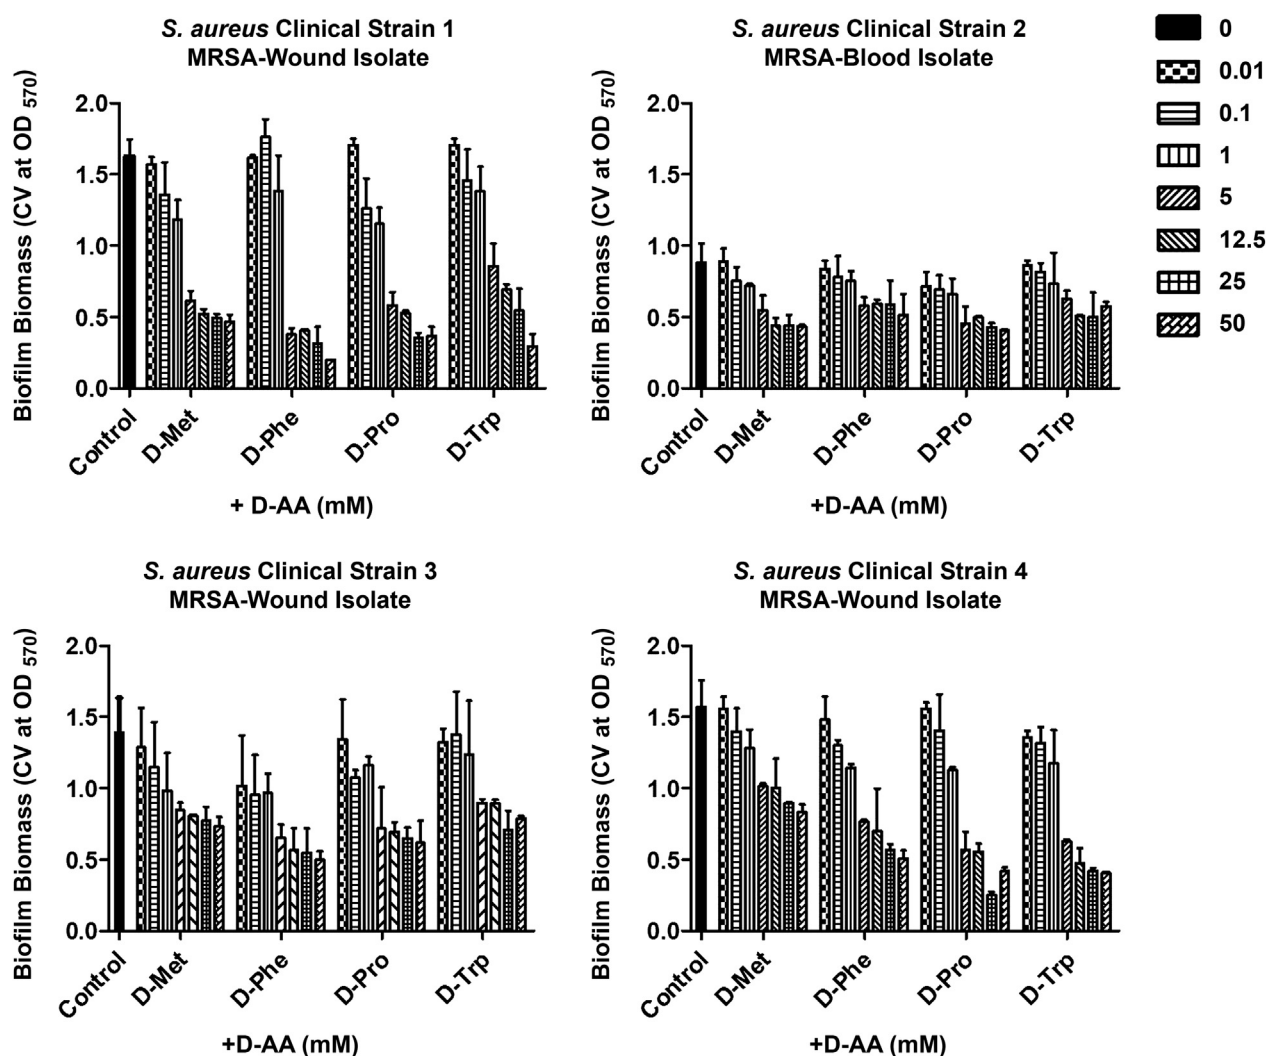 S. aureus Clinical Strain 1
MRSA-Wound Isolate
Biofilm Biomass (CV at OD 570)
2.0
1.5
1.0
0.5
0.0
Control
D-Met
D-Phe
D-Pro
D-Trp
+ D-AA (mM)
S. aureus Clinical Strain 2
MRSA-Blood Isolate
Biofilm Biomass (CV at OD 570)
2.0
1.5
1.0
0.5
0.0
Control
D-Met
D-Phe
D-Pro
D-Trp
+D-AA (mM)
0
0.01
0.1
1
5
12.5
25
50
S. aureus Clinical Strain 3
MRSA-Wound Isolate
Biofilm Biomass (CV at OD 570)
2.0
1.5
1.0
0.5
0.0
Control
D-Met
D-Phe
D-Pro
D-Trp
+D-AA (mM)
S. aureus Clinical Strain 4
MRSA-Wound Isolate
Biofilm Biomass (CV at OD 570)
2.0
1.5
1.0
0.5
0.0
Control
D-Met
D-Phe
D-Pro
D-Trp
+D-AA (mM)